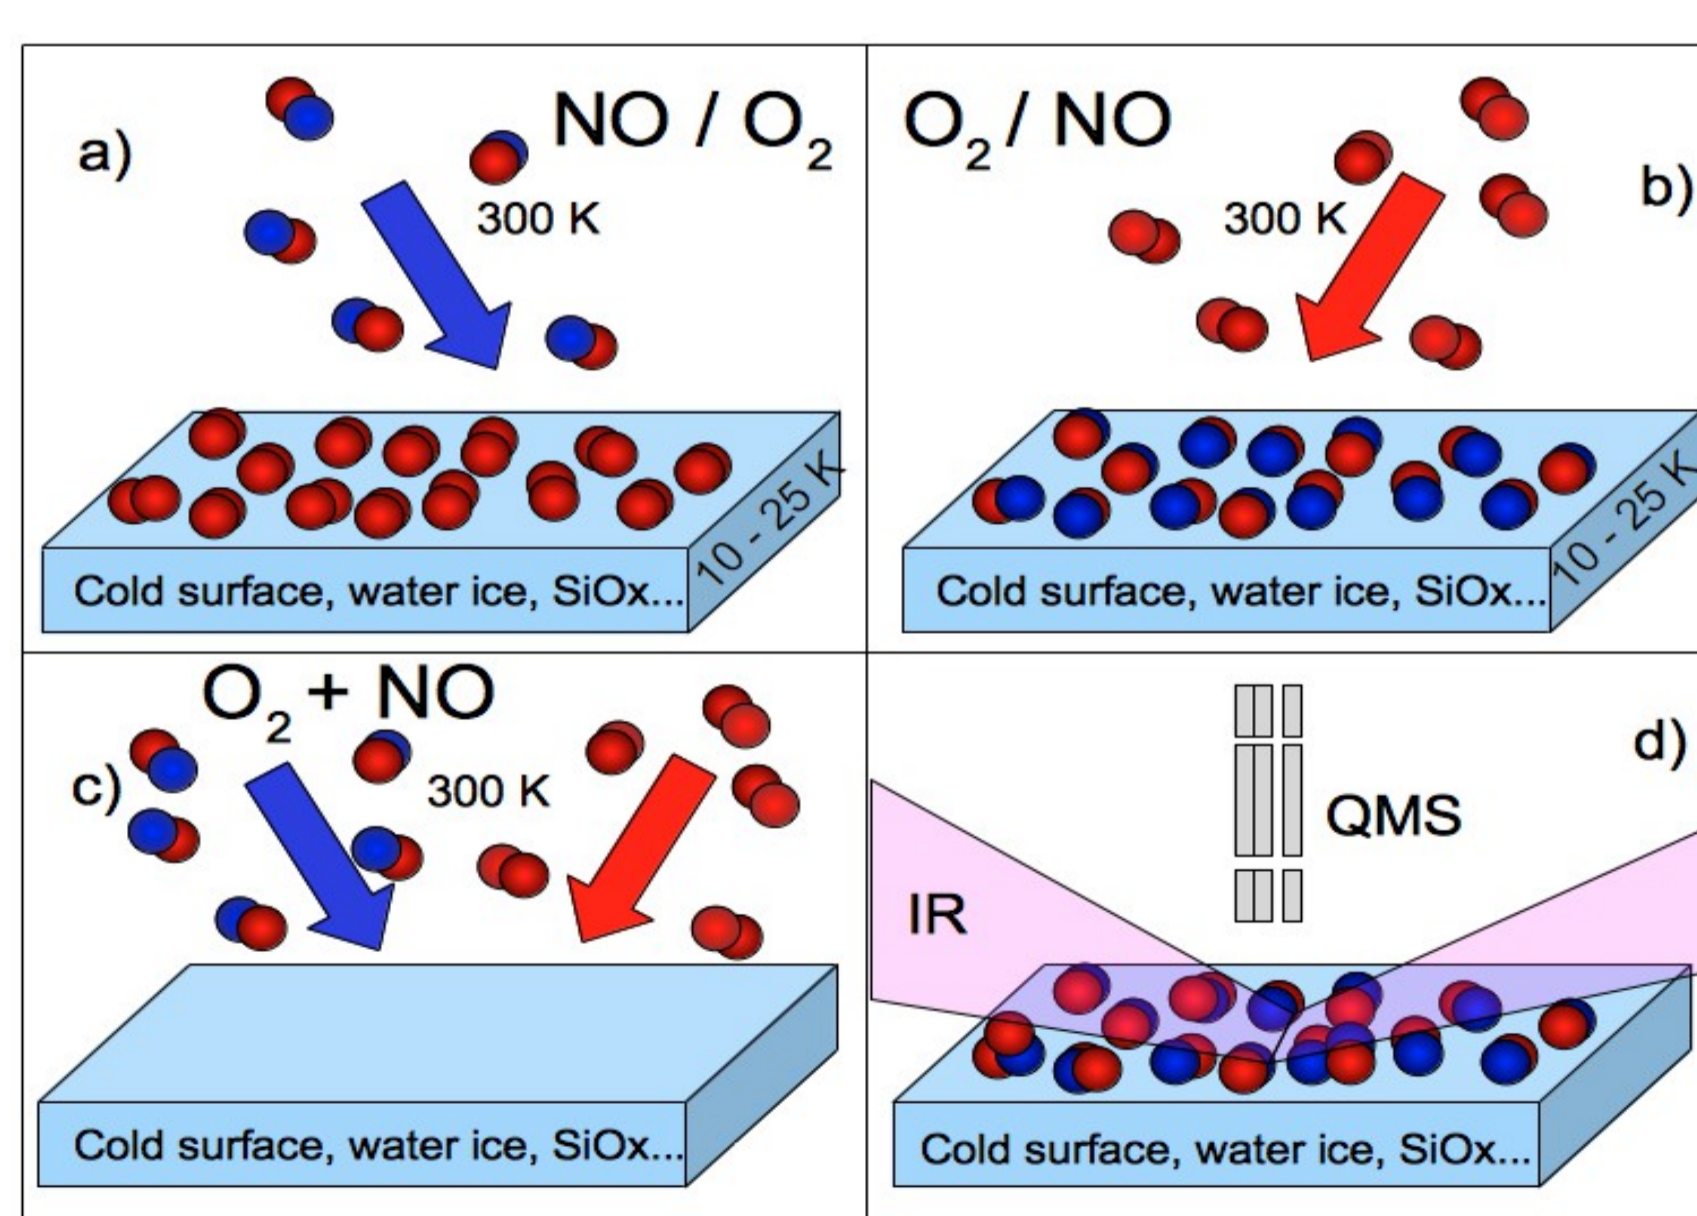 a)
NO / O2
300 K
10 - 25 K
Cold surface, water ice, SiOx...
O2 / NO
b)
300 K
10 - 25 K
Cold surface, water ice, SiOx...
O2 + NO
c)
300 K
Cold surface, water ice, SiOx...
d)
QMS
IR
Cold surface, water ice, SiOx...